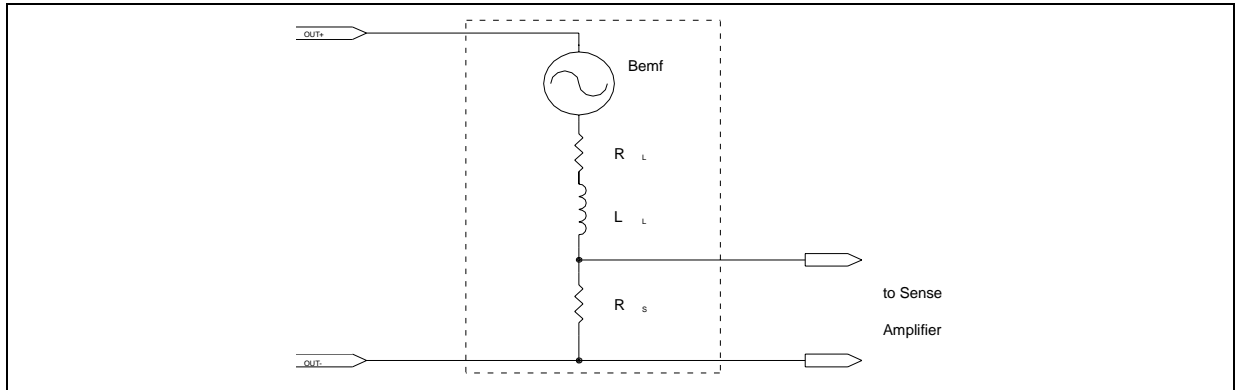 OUT+
Bemf
R L
L L
R S
to Sense
Amplifier
OUT-